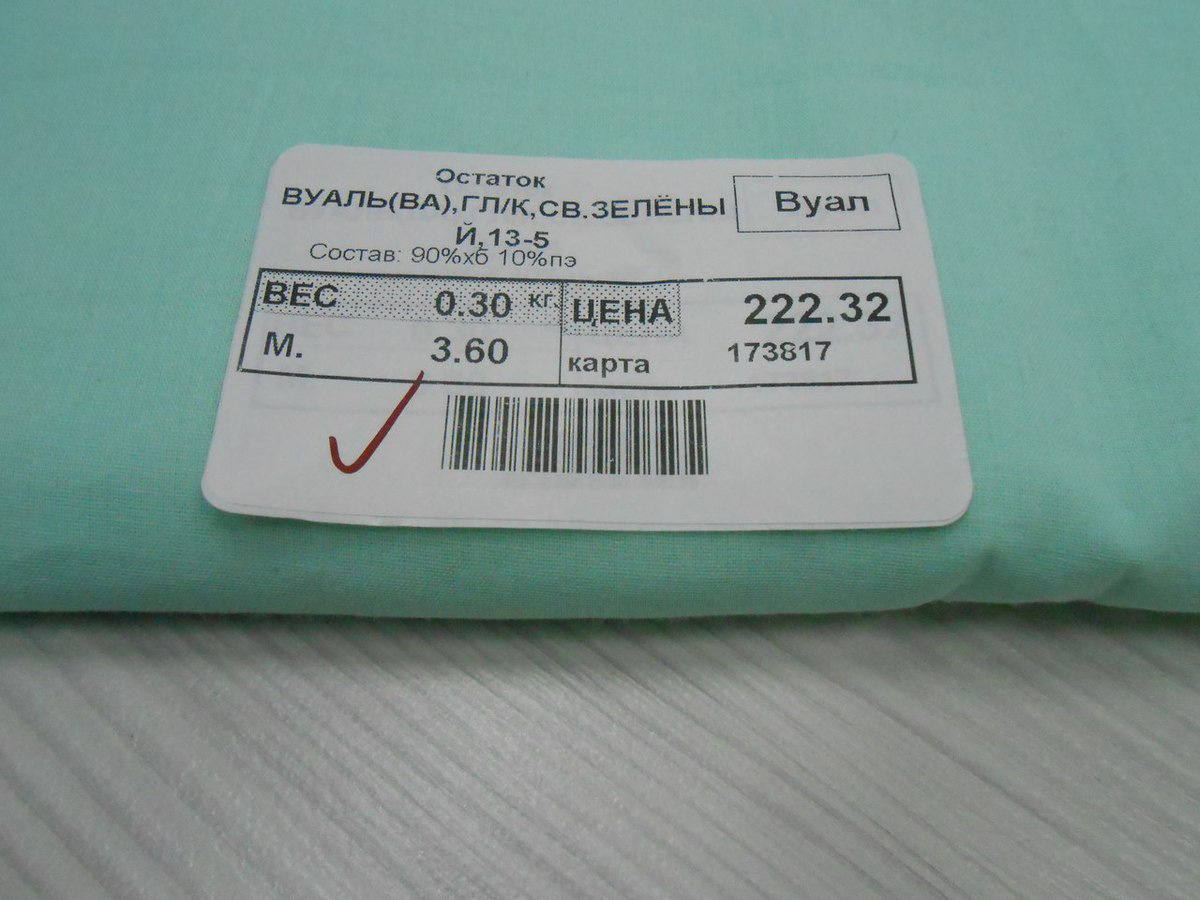 Остаток
ВУАЛЬ(ВА),ГЛ/К,СВ.ЗЕЛЁНЫ
Й,13-5
Вуал
Состав: 90%хб 10%пэ
ВЕС 0.30 кг.
М. 3.60
ЦЕНА 222.32
карта 173817